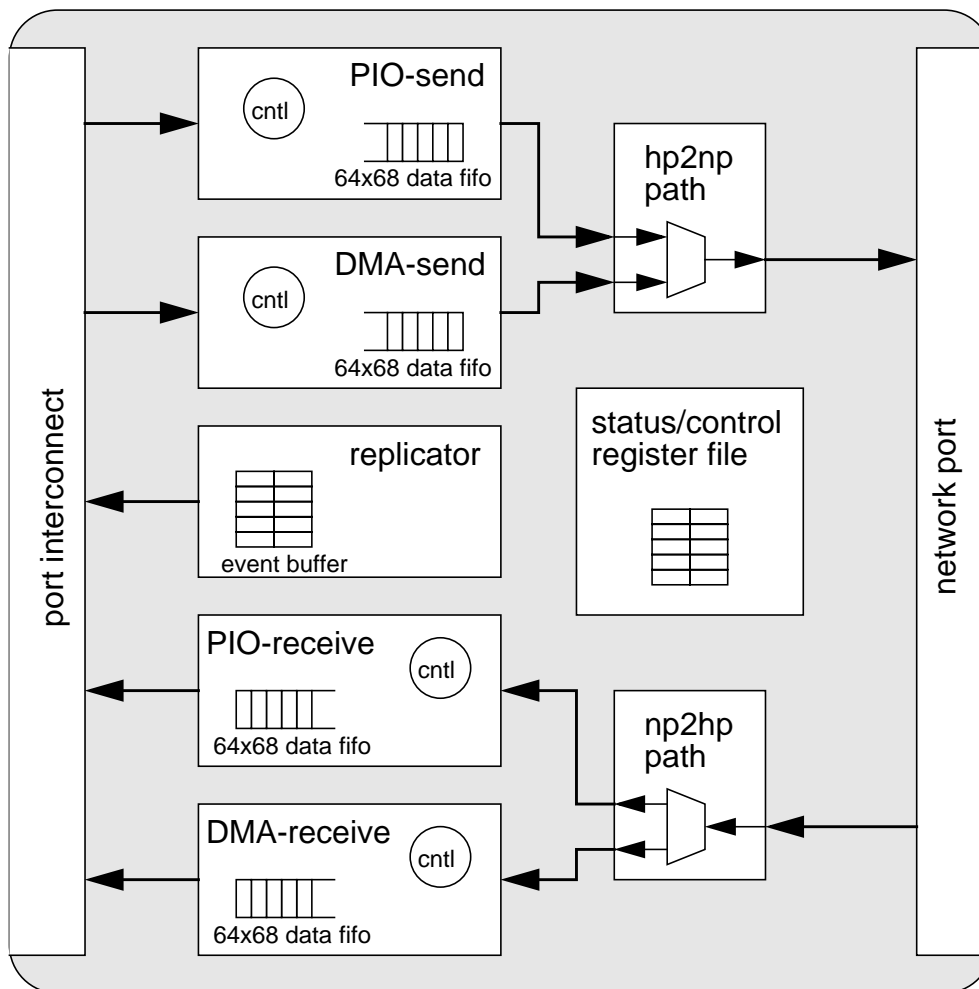 port interconnect
PIO-send
cntl
64x68 data fifo
DMA-send
cntl
64x68 data fifo
replicator
event buffer
PIO-receive
cntl
64x68 data fifo
DMA-receive
cntl
64x68 data fifo
hp2np
path
status/control
register file
np2hp
path
network port